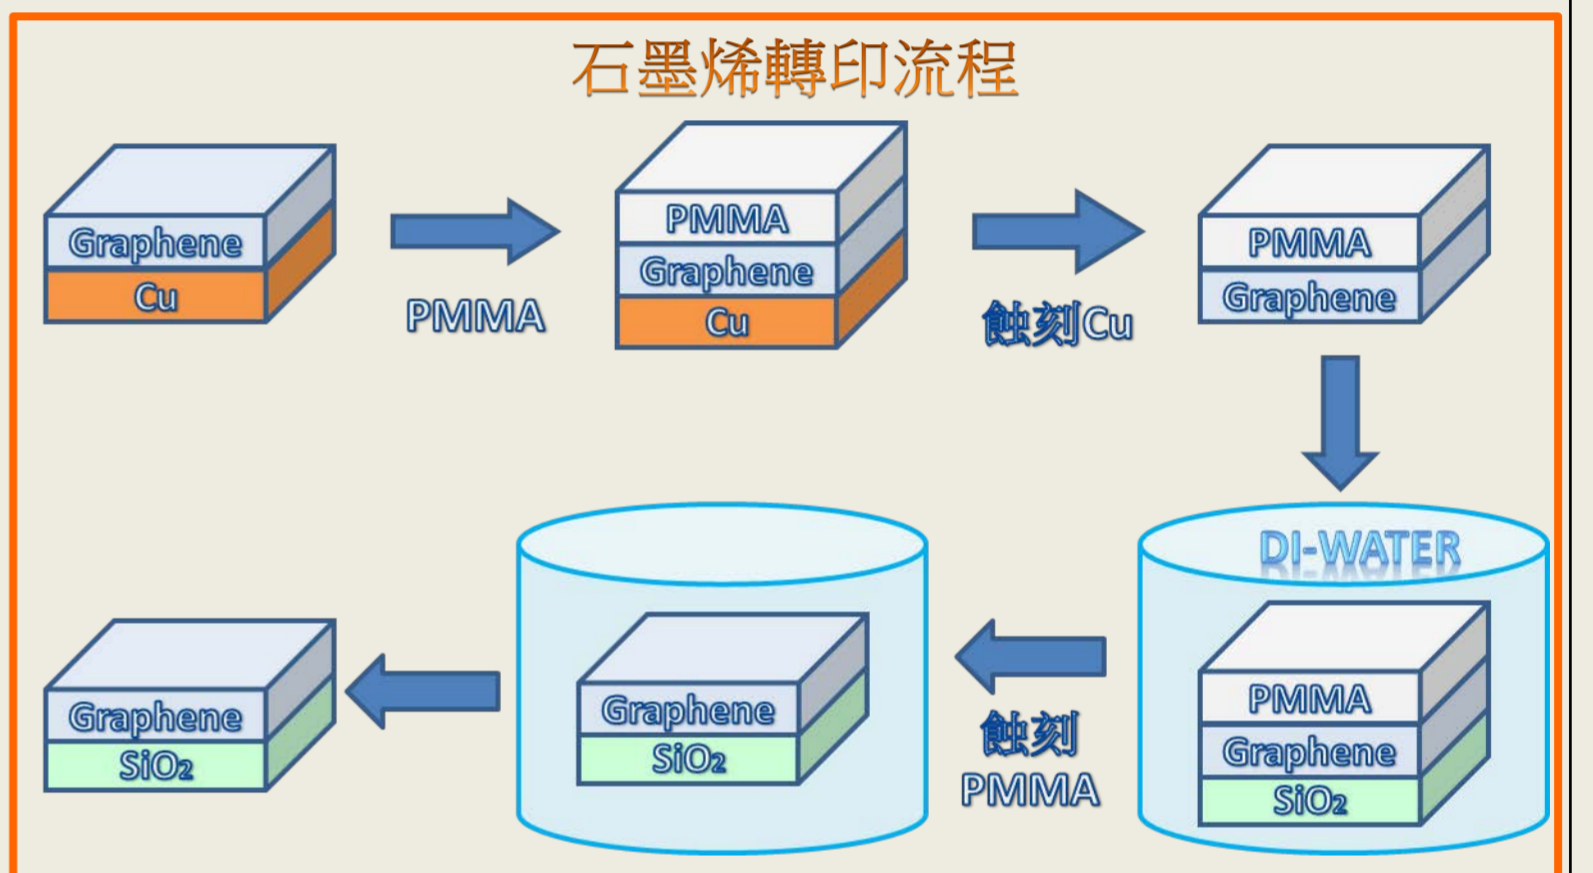 石墨烯轉印流程
Graphene
Cu
PMMA
PMMA
Graphene
Cu
蝕刻Cu
PMMA
Graphene
DI-WATER
PMMA
Graphene
SiO₂
蝕刻
PMMA
Graphene
SiO₂
Graphene
SiO₂